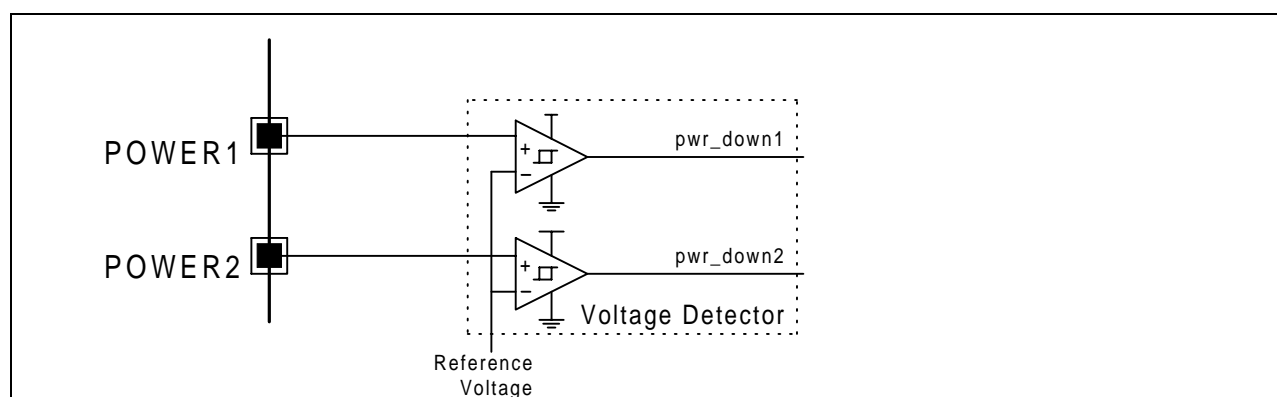 POWER1
pwr_down1
+
−
POWER2
pwr_down2
+
−
Voltage Detector
Reference
Voltage